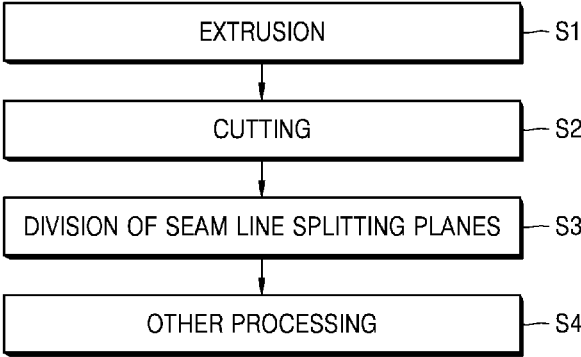 EXTRUSION S1
CUTTING S2
DIVISION OF SEAM LINE SPLITTING PLANES S3
OTHER PROCESSING S4